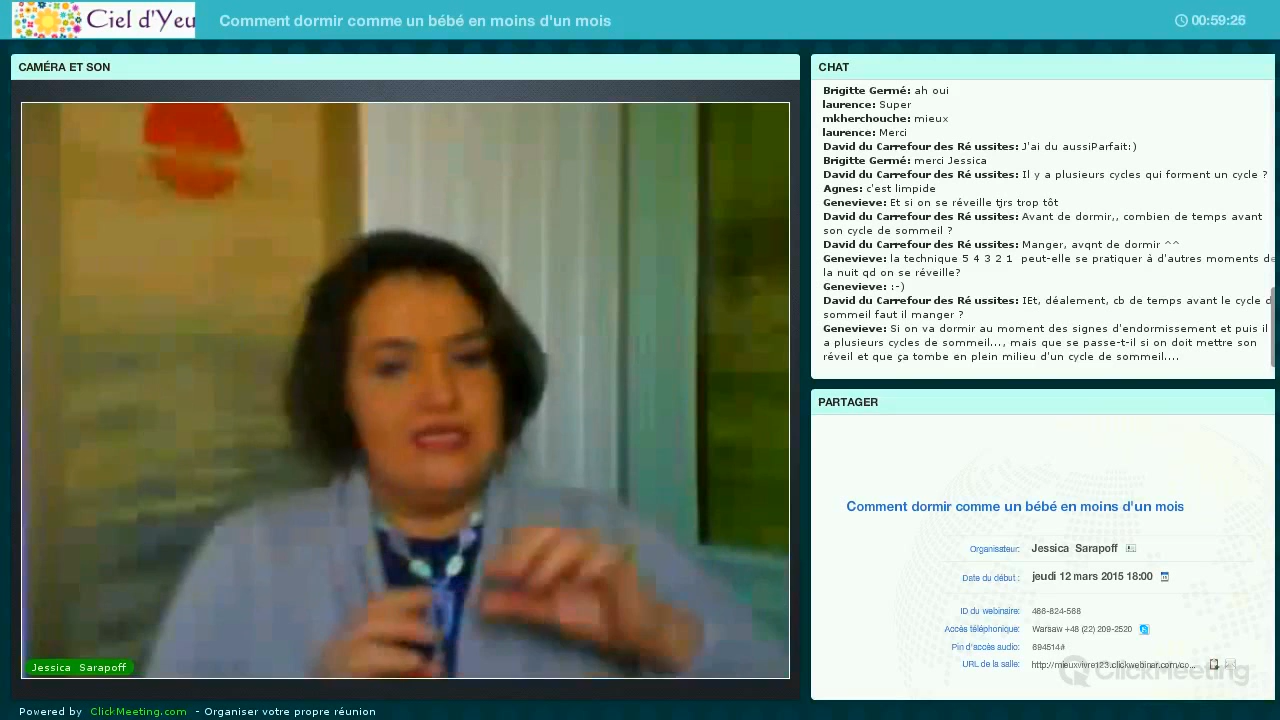 Ciel d'Yeu
Comment dormir comme un bébé en moins d'un mois
00:59:26
CAMÉRA ET SON
Jessica Sarapoff
CHAT
Brigitte Germé: ah oui
laurence: Super
mkherchouche: mieux
laurence: Merci
David du Carrefour des Ré ussites: J'ai du aussiParfait:)
Brigitte Germé: merci Jessica
David du Carrefour des Ré ussites: Il y a plusieurs cycles qui forment un cycle ?
Agnes: c'est limpide
Genevieve: Et si on se réveille tjrs trop tôt
David du Carrefour des Ré ussites: Avant de dormir,, combien de temps avant
son cycle de sommeil ?
David du Carrefour des Ré ussites: Manger, avqnt de dormir ^^
Genevieve: la technique 5 4 3 2 1 peut-elle se pratiquer à d'autres moments de
la nuit qd on se réveille?
Genevieve: :-)
David du Carrefour des Ré ussites: IEt, déalement, cb de temps avant le cycle d
sommeil faut il manger ?
Genevieve: Si on va dormir au moment des signes d'endormissement et puis il
a plusieurs cycles de sommeil..., mais que se passe-t-il si on doit mettre son
réveil et que ça tombe en plein milieu d'un cycle de sommeil....
PARTAGER
Comment dormir comme un bébé en moins d'un mois
Organisateur: Jessica Sarapoff
Date du début : jeudi 12 mars 2015 18:00
ID du webinaire: 486-824-568
Accès téléphonique: Warsaw +48 (22) 209-2520
Pin d'accès audio: 894514#
URL de la salle: http://mieuxvivre123.clickwebinar.com/co...
ClickMeeting
Powered by ClickMeeting.com - Organiser votre propre réunion